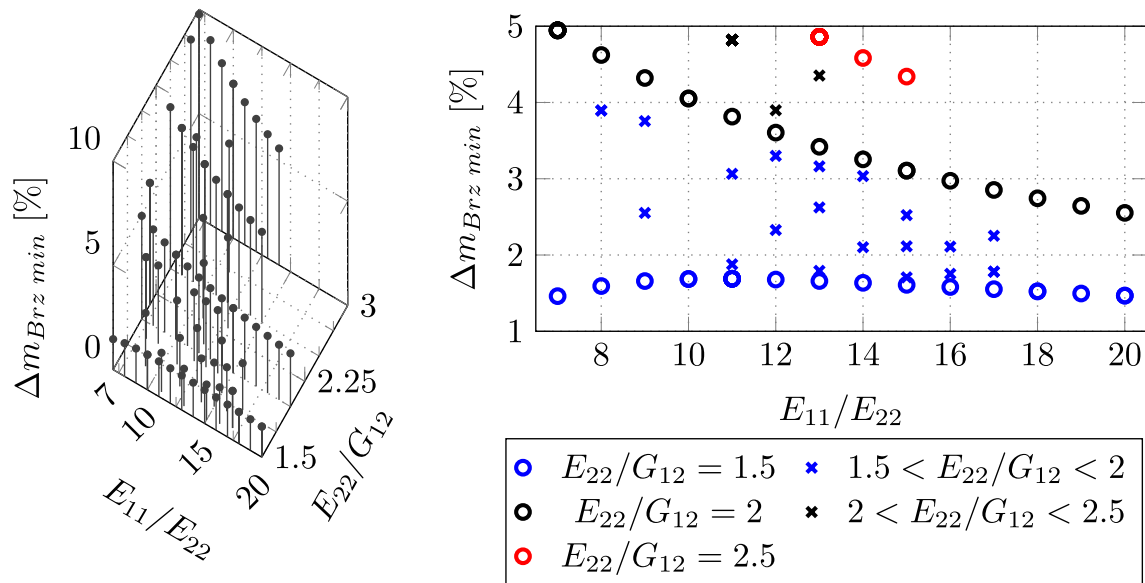 Δm_{Brz min} [%]
10
5
0
7
10
15
20
E_{11}/E_{22}
1.5
2.25
3
E_{22}/G_{12}
Δm_{Brz min} [%]
5
4
3
2
1
8
10
12
14
16
18
20
E_{11}/E_{22}
E_{22}/G_{12} = 1.5
1.5 < E_{22}/G_{12} < 2
E_{22}/G_{12} = 2
2 < E_{22}/G_{12} < 2.5
E_{22}/G_{12} = 2.5